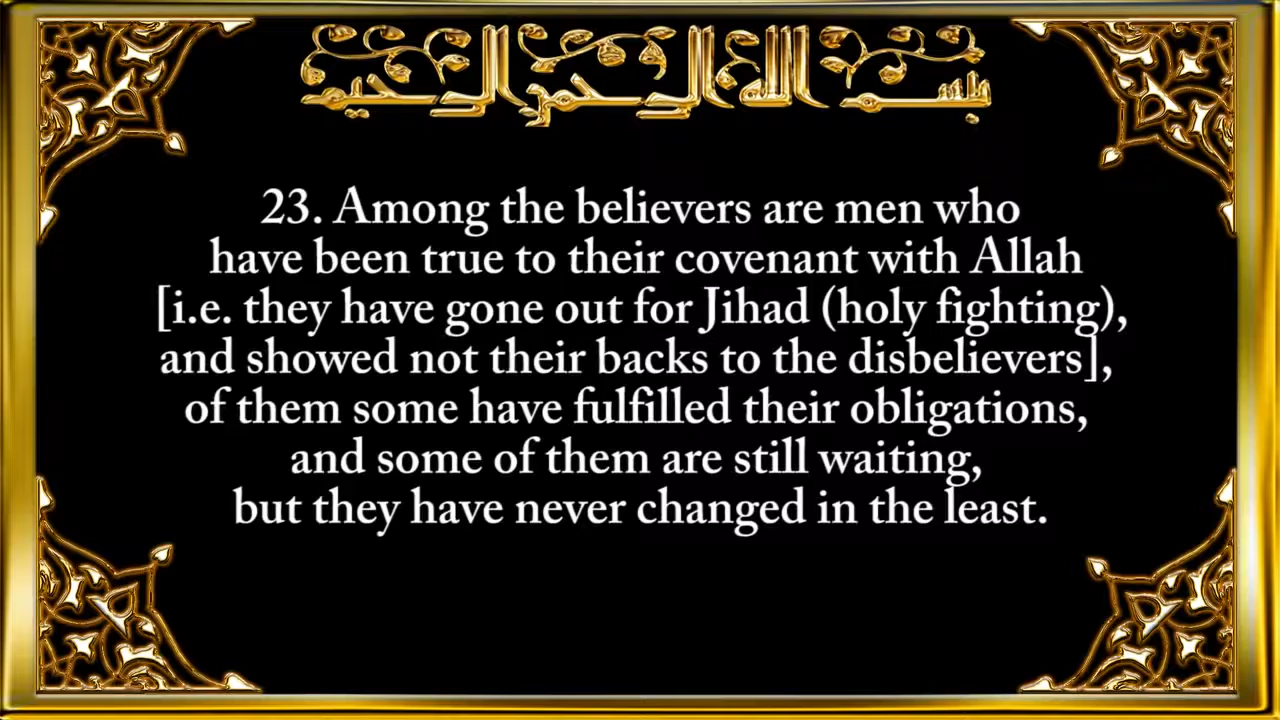 بسم الله الرحمن الرحيم
23. Among the believers are men who
have been true to their covenant with Allah
[i.e. they have gone out for Jihad (holy fighting),
and showed not their backs to the disbelievers],
of them some have fulfilled their obligations,
and some of them are still waiting,
but they have never changed in the least.